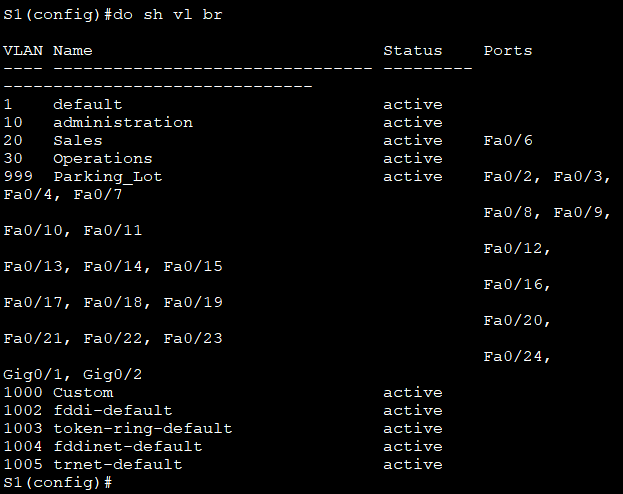 S1(config)#do sh vl br
VLAN Name                             Status    Ports
---- -------------------------------- --------- -------------------------------
1    default                          active
10   administration                   active
20   Sales                            active    Fa0/6
30   Operations                       active
999  Parking_Lot                      active    Fa0/2, Fa0/3,
Fa0/4, Fa0/7
                                                Fa0/8, Fa0/9,
Fa0/10, Fa0/11
                                                Fa0/12,
Fa0/13, Fa0/14, Fa0/15
                                                Fa0/16,
Fa0/17, Fa0/18, Fa0/19
                                                Fa0/20,
Fa0/21, Fa0/22, Fa0/23
                                                Fa0/24,
Gig0/1, Gig0/2
1000 Custom                           active
1002 fddi-default                     active
1003 token-ring-default               active
1004 fddinet-default                  active
1005 trnet-default                    active
S1(config)#